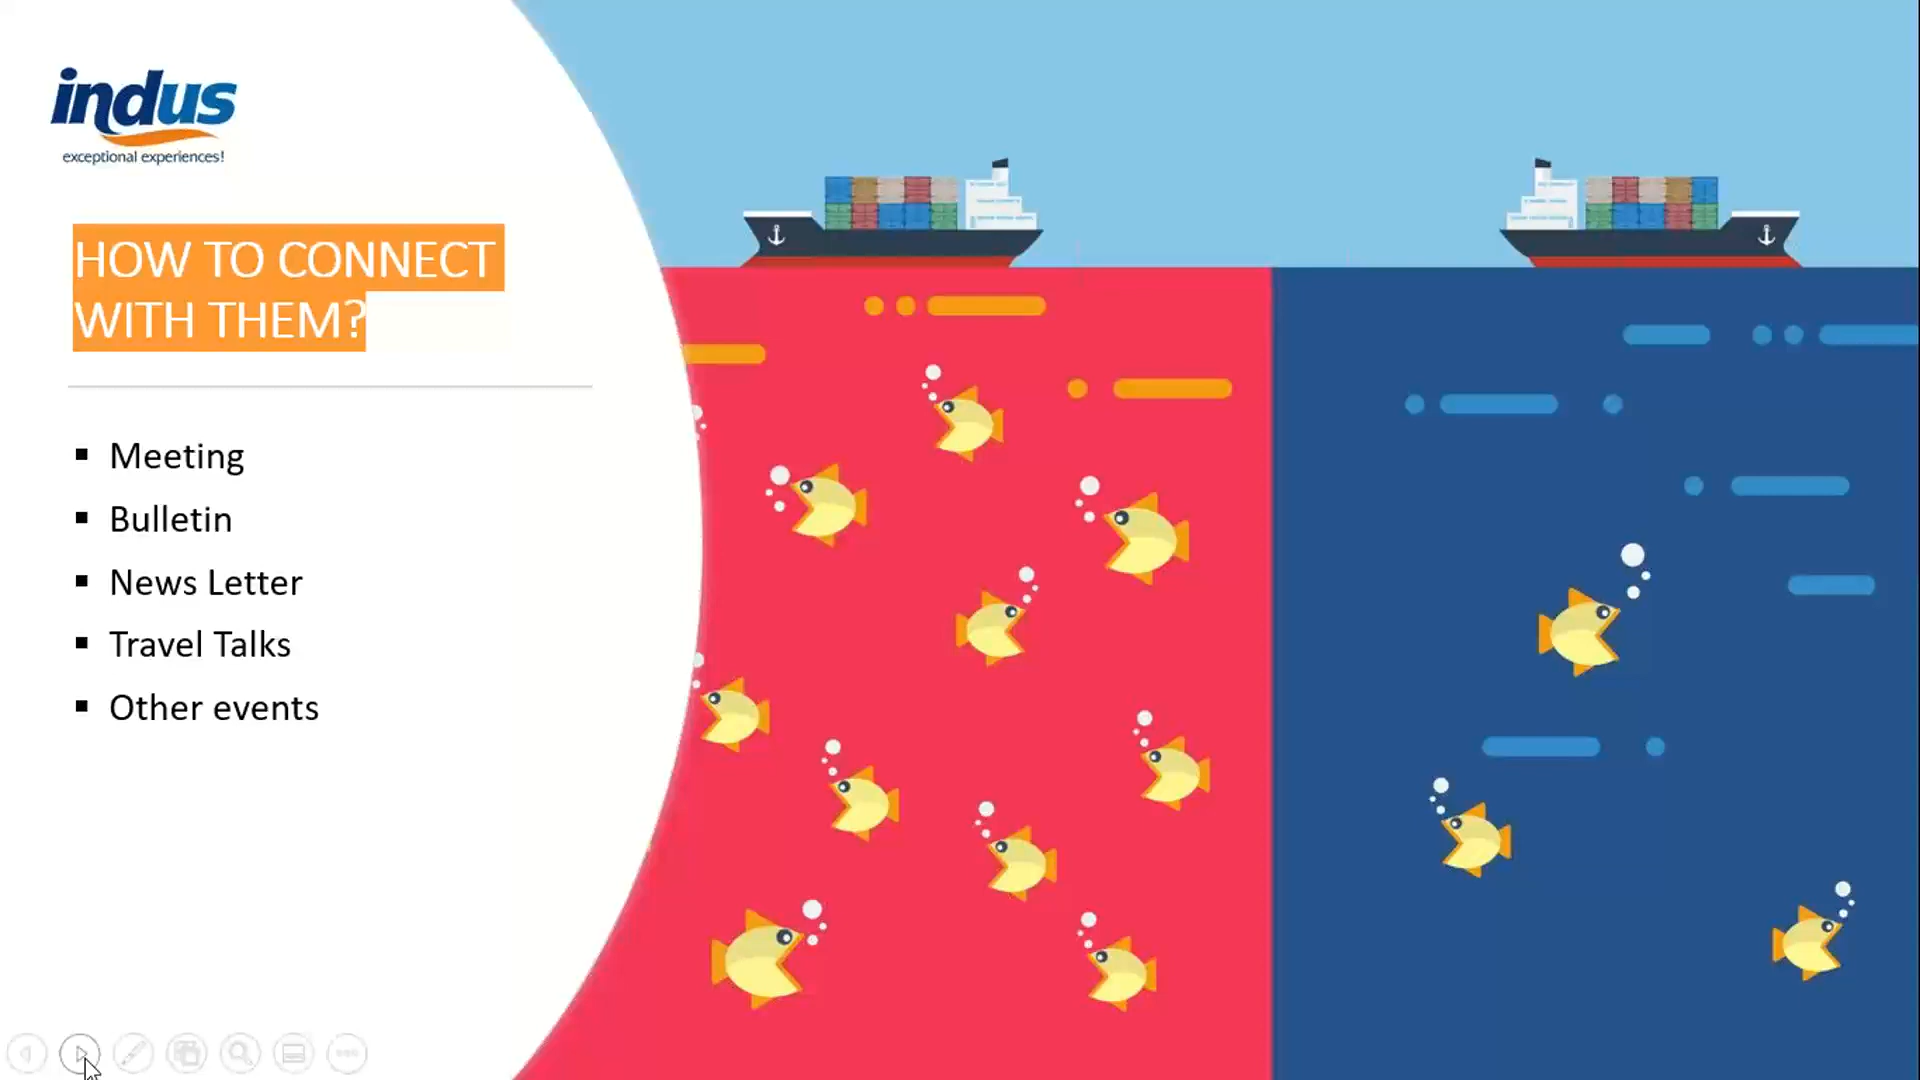 indus
exceptional experiences!
HOW TO CONNECT
WITH THEM?
Meeting
Bulletin
News Letter
Travel Talks
Other events